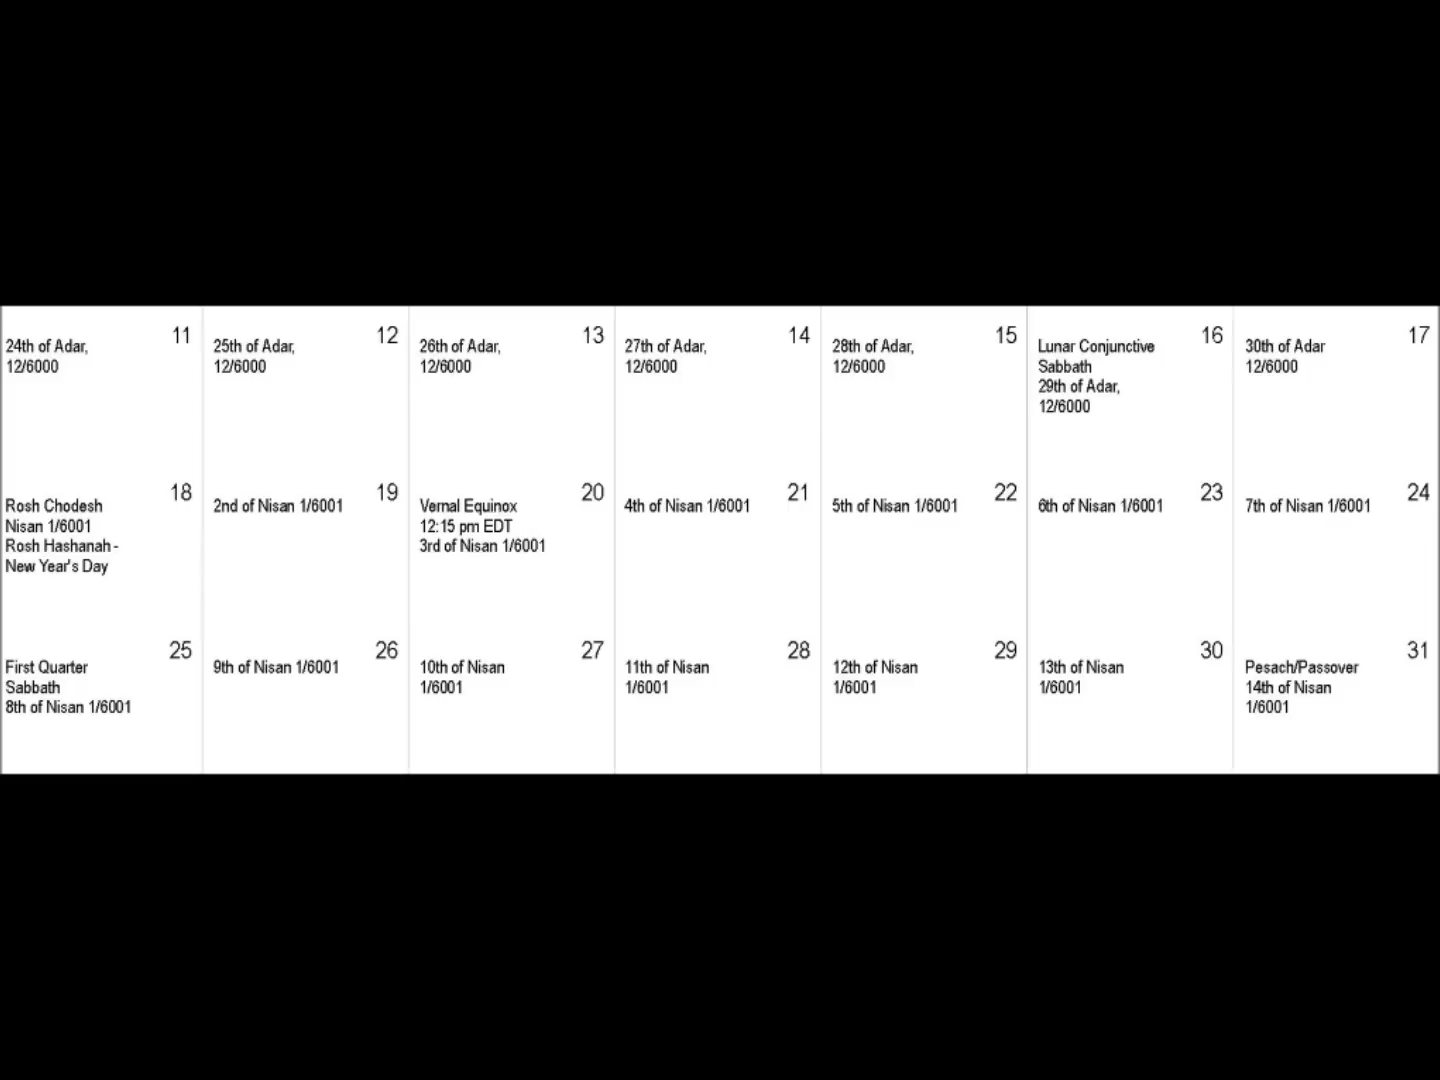 11
24th of Adar,
12/6000
12
25th of Adar,
12/6000
13
26th of Adar,
12/6000
14
27th of Adar,
12/6000
15
28th of Adar,
12/6000
16
Lunar Conjunctive
Sabbath
29th of Adar,
12/6000
17
30th of Adar
12/6000
18
Rosh Chodesh
Nisan 1/6001
Rosh Hashanah -
New Year's Day
19
2nd of Nisan 1/6001
20
Vernal Equinox
12:15 pm EDT
3rd of Nisan 1/6001
21
4th of Nisan 1/6001
22
5th of Nisan 1/6001
23
6th of Nisan 1/6001
24
7th of Nisan 1/6001
25
First Quarter
Sabbath
8th of Nisan 1/6001
26
9th of Nisan 1/6001
27
10th of Nisan
1/6001
28
11th of Nisan
1/6001
29
12th of Nisan
1/6001
30
13th of Nisan
1/6001
31
Pesach/Passover
14th of Nisan
1/6001